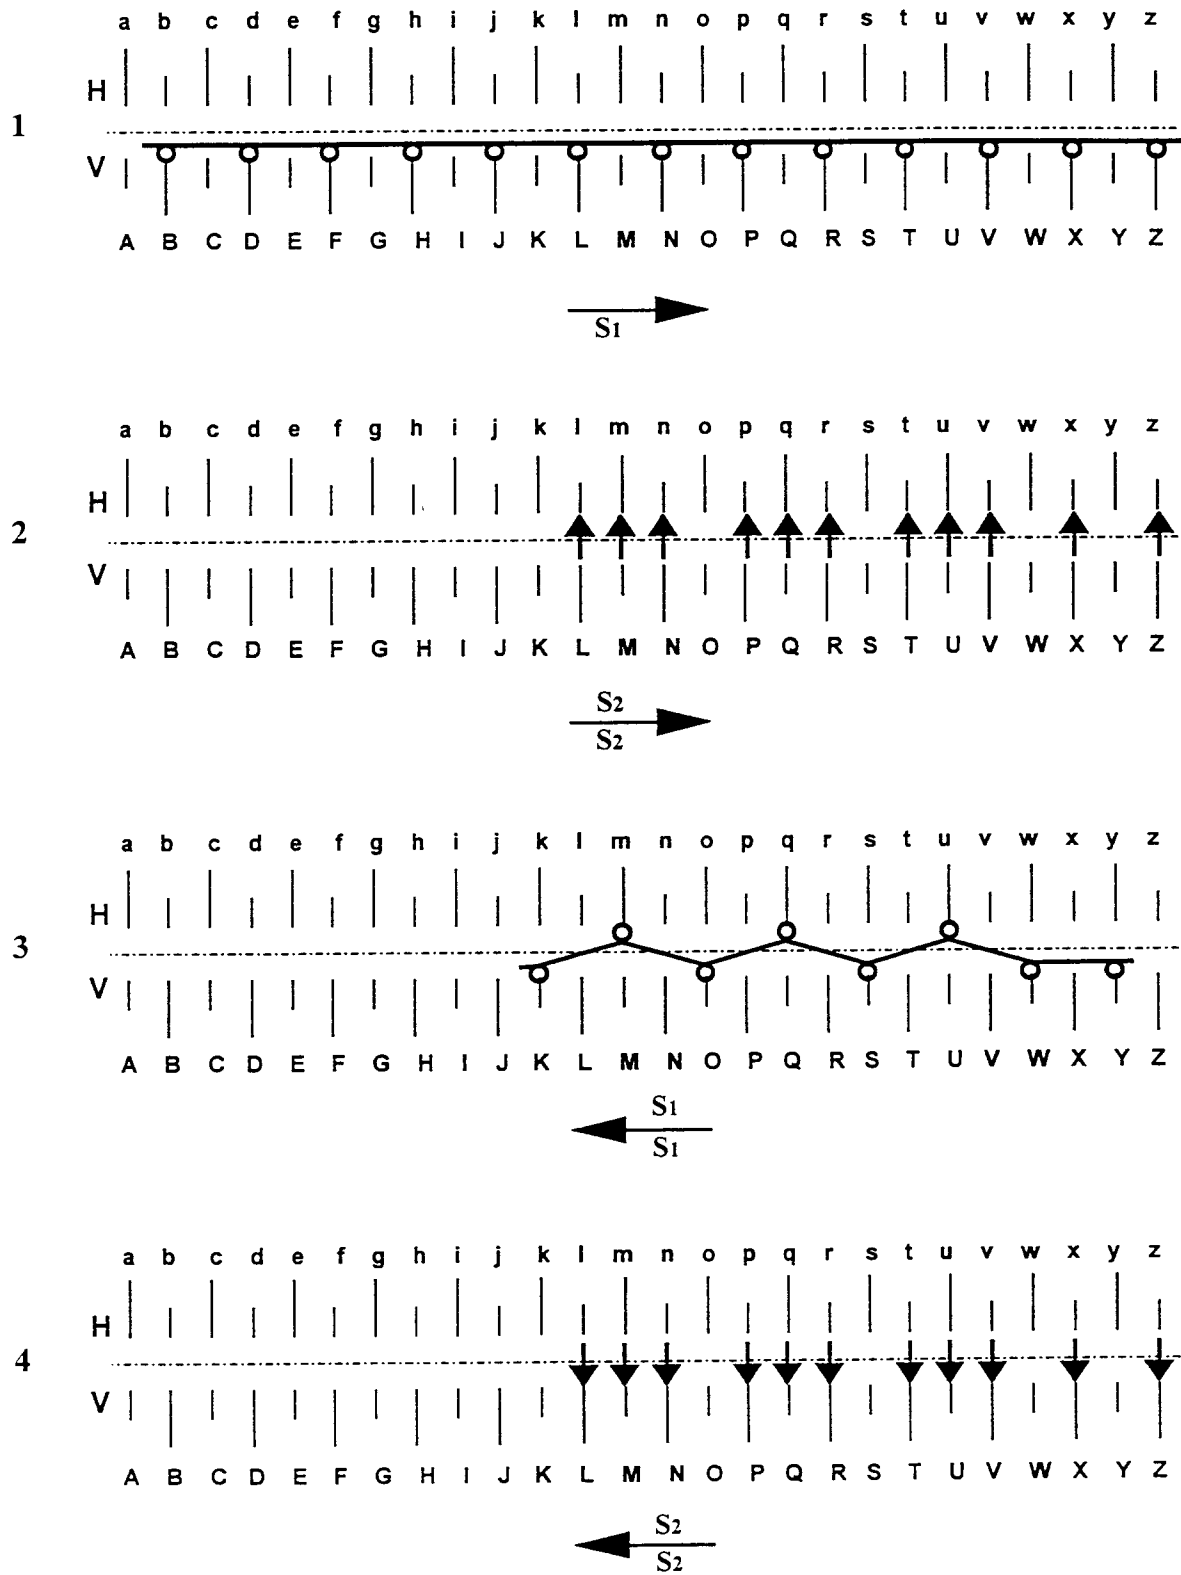 a b c d e f g h i j k l m n o p q r s t u v w x y z
H
1
V
A B C D E F G H I J K L M N O P Q R S T U V W X Y Z
S1
a b c d e f g h i j k l m n o p q r s t u v w x y z
H
2
V
A B C D E F G H I J K L M N O P Q R S T U V W X Y Z
S2
S2
a b c d e f g h i j k l m n o p q r s t u v w x y z
H
3
V
A B C D E F G H I J K L M N O P Q R S T U V W X Y Z
S1
S1
a b c d e f g h i j k l m n o p q r s t u v w x y z
H
4
V
A B C D E F G H I J K L M N O P Q R S T U V W X Y Z
S2
S2